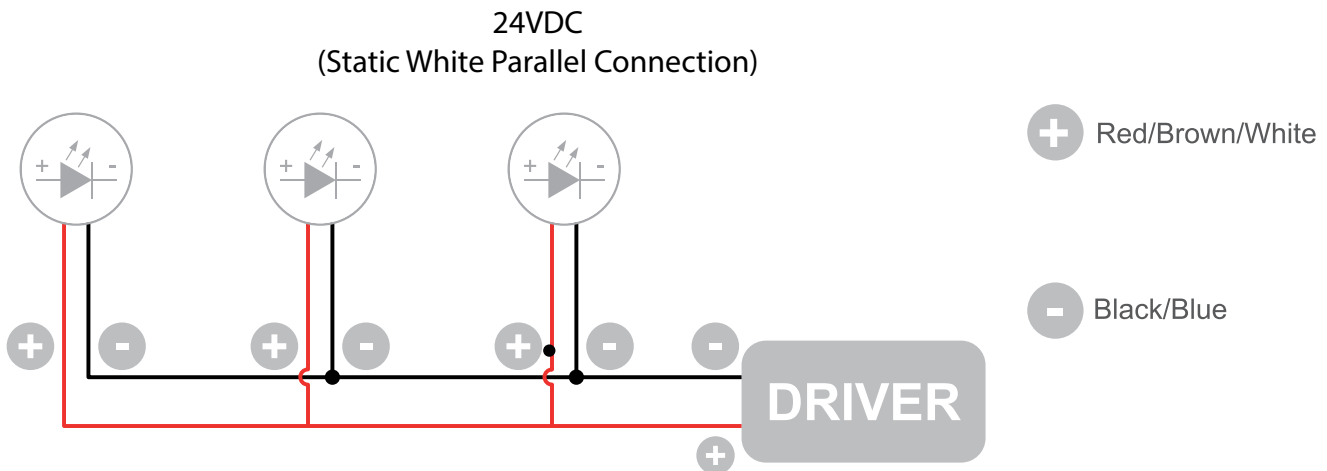 24VDC
(Static White Parallel Connection)
+ -
+ -
+ -
+ Red/Brown/White
- Black/Blue
+ -
+ -
+ -
-
DRIVER
+